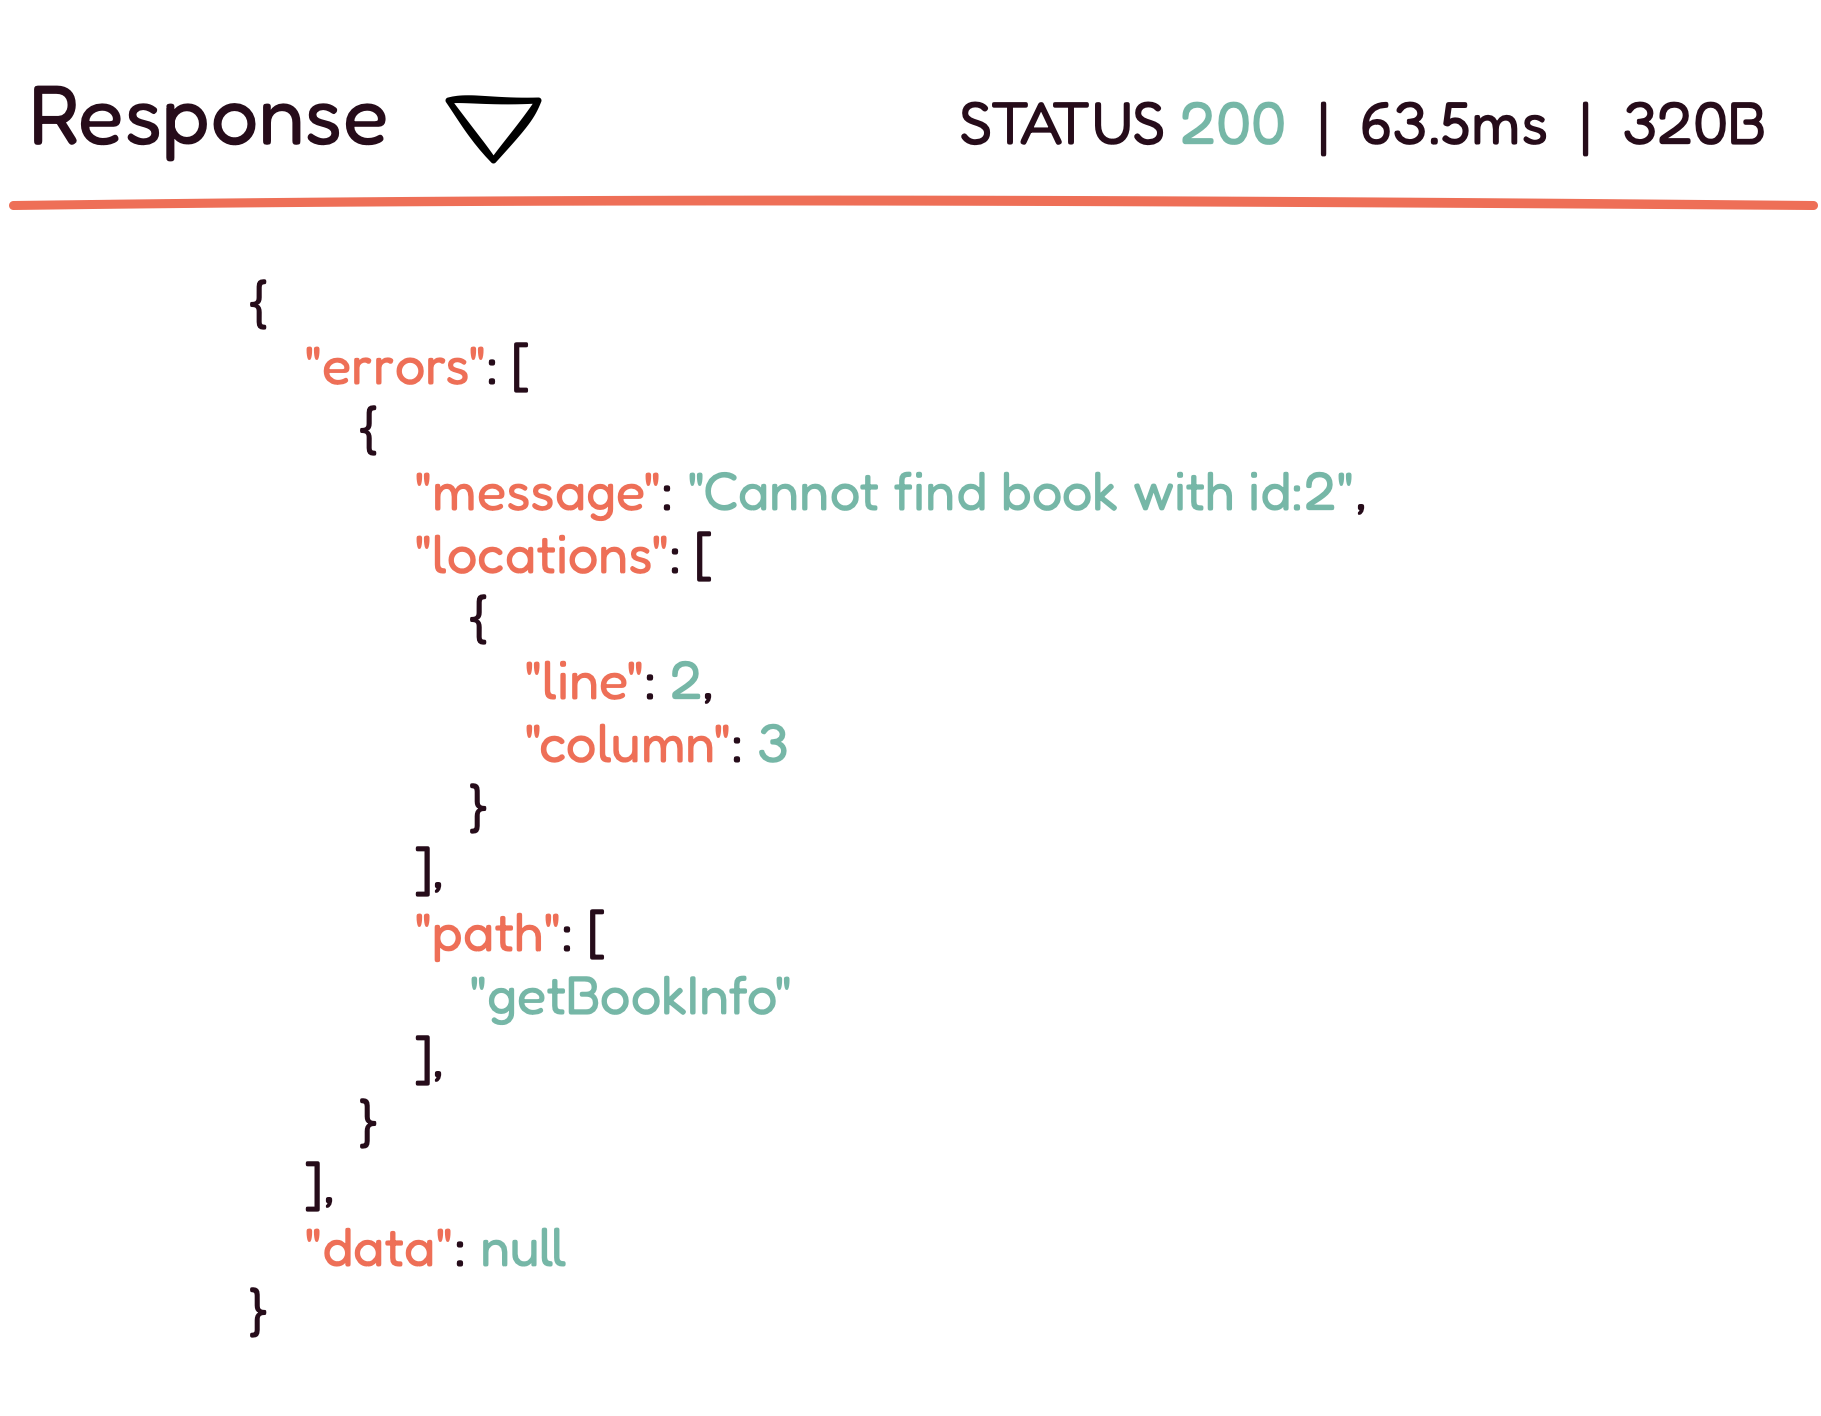 Response STATUS 200 | 63.5ms | 320B
{
"errors": [
{
"message": "Cannot find book with id:2",
"locations": [
{
"line": 2,
"column": 3
}
],
"path": [
"getBookInfo"
],
}
],
"data": null
}